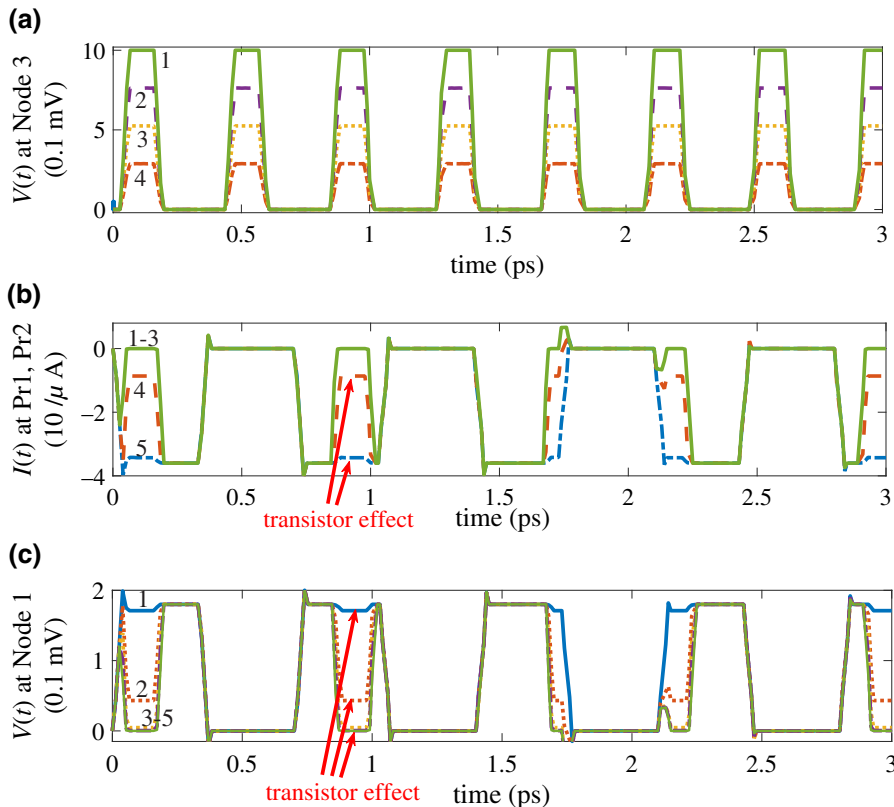 (a)
V(t) at Node 3
(0.1 mV)
10
5
0
1
2
3
4
0 0.5 1 1.5 2 2.5 3
time (ps)
(b)
I(t) at Pr1, Pr2
(10 /μ A)
0
−2
−4
1-3
4
5
0 0.5 1 1.5 2 2.5 3
transistor effect
time (ps)
(c)
V(t) at Node 1
(0.1 mV)
2
1
0
1
2
3-5
0 0.5 1 1.5 2 2.5 3
transistor effect
time (ps)